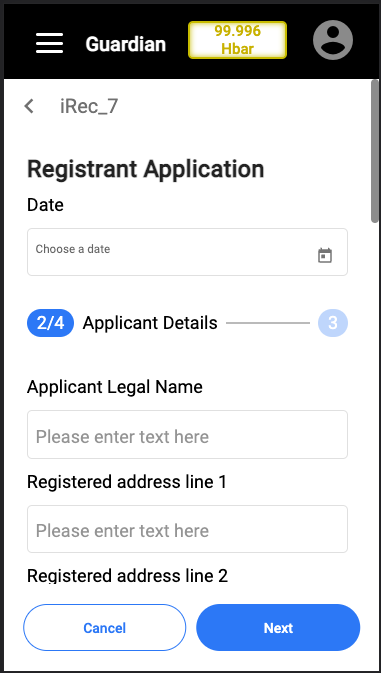 Guardian
99.996
Hbar
iRec_7
Registrant Application
Date
Choose a date
2/4 Applicant Details 3
Applicant Legal Name
Please enter text here
Registered address line 1
Please enter text here
Registered address line 2
Cancel Next